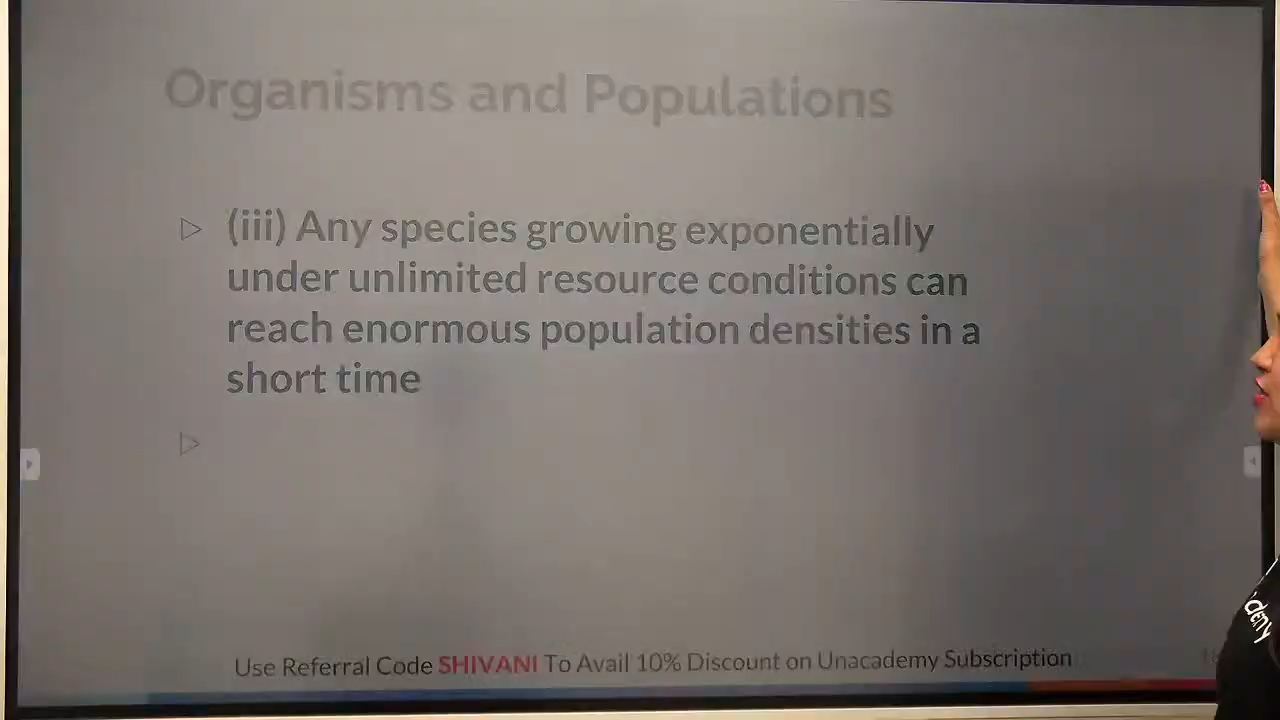 Organisms and Populations
(iii) Any species growing exponentially
under unlimited resource conditions can
reach enormous population densities in a
short time
Use Referral Code SHIVANI To Avail 10% Discount on Unacademy Subscription
demy